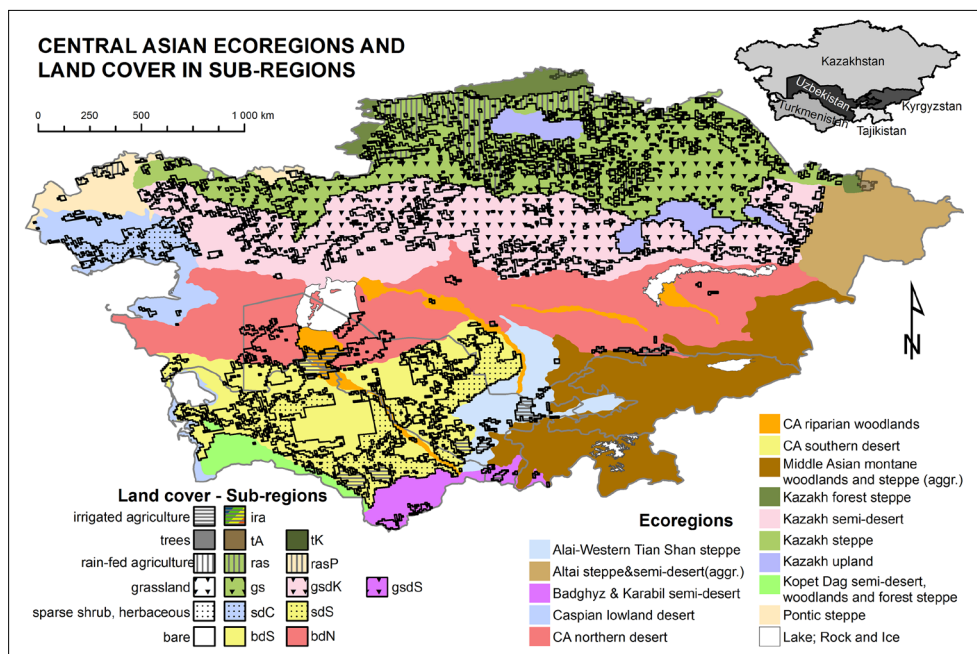 CENTRAL ASIAN ECOREGIONS AND
LAND COVER IN SUB-REGIONS
0 250 500 1 000 km
Kazakhstan
Uzbekistan
Turkmenistan
Kyrgyzstan
Tajikistan
N
Land cover - Sub-regions
irrigated agriculture ira
trees tA tK
rain-fed agriculture ras rasP
grassland gs gsdK gsdS
sparse shrub, herbaceous sdC sdS
bare bdS bdN
Ecoregions
Alai-Western Tian Shan steppe
Altai steppe&semi-desert(aggr.)
Badghyz & Karabil semi-desert
Caspian lowland desert
CA northern desert
CA riparian woodlands
CA southern desert
Middle Asian montane
woodlands and steppe (aggr.)
Kazakh forest steppe
Kazakh semi-desert
Kazakh steppe
Kazakh upland
Kopet Dag semi-desert,
woodlands and forest steppe
Pontic steppe
Lake; Rock and Ice